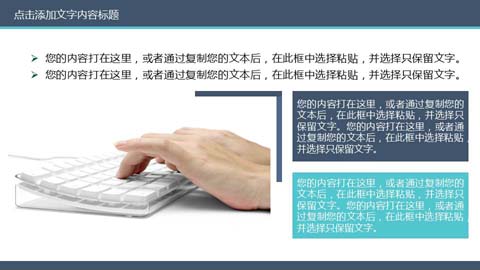 点击添加文字内容标题
您的内容打在这里，或者通过复制您的文本后，在此框中选择粘贴，并选择只保留文字。
您的内容打在这里，或者通过复制您的文本后，在此框中选择粘贴，并选择只保留文字。
您的内容打在这里，或者通过复制您的
文本后，在此框中选择粘贴，并选择只
保留文字。您的内容打在这里，或者通
过复制您的文本后，在此框中选择粘贴，
并选择只保留文字。
您的内容打在这里，或者通过复制您的
文本后，在此框中选择粘贴，并选择只
保留文字。您的内容打在这里，或者通
过复制您的文本后，在此框中选择粘贴，
并选择只保留文字。